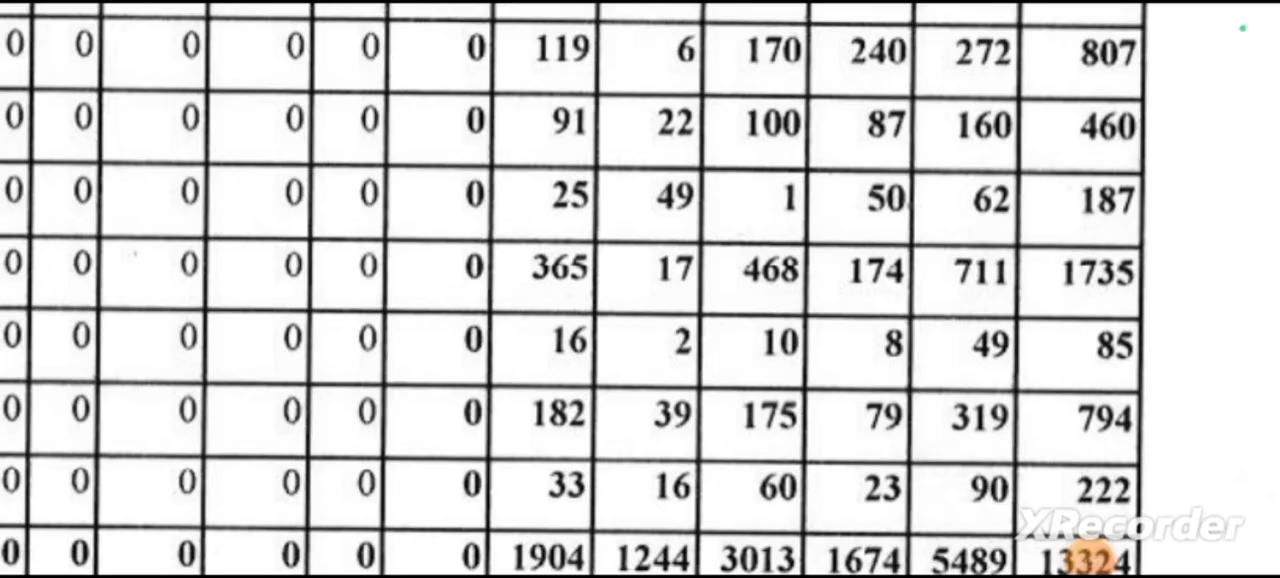 0 0 0 0 0 0 119 6 170 240 272 807
0 0 0 0 0 0 91 22 100 87 160 460
0 0 0 0 0 0 25 49 1 50 62 187
0 0 0 0 0 0 365 17 468 174 711 1735
0 0 0 0 0 0 16 2 10 8 49 85
0 0 0 0 0 0 182 39 175 79 319 794
0 0 0 0 0 0 33 16 60 23 90 222
XRecorder
0 0 0 0 0 0 1904 1244 3013 1674 5489 13324